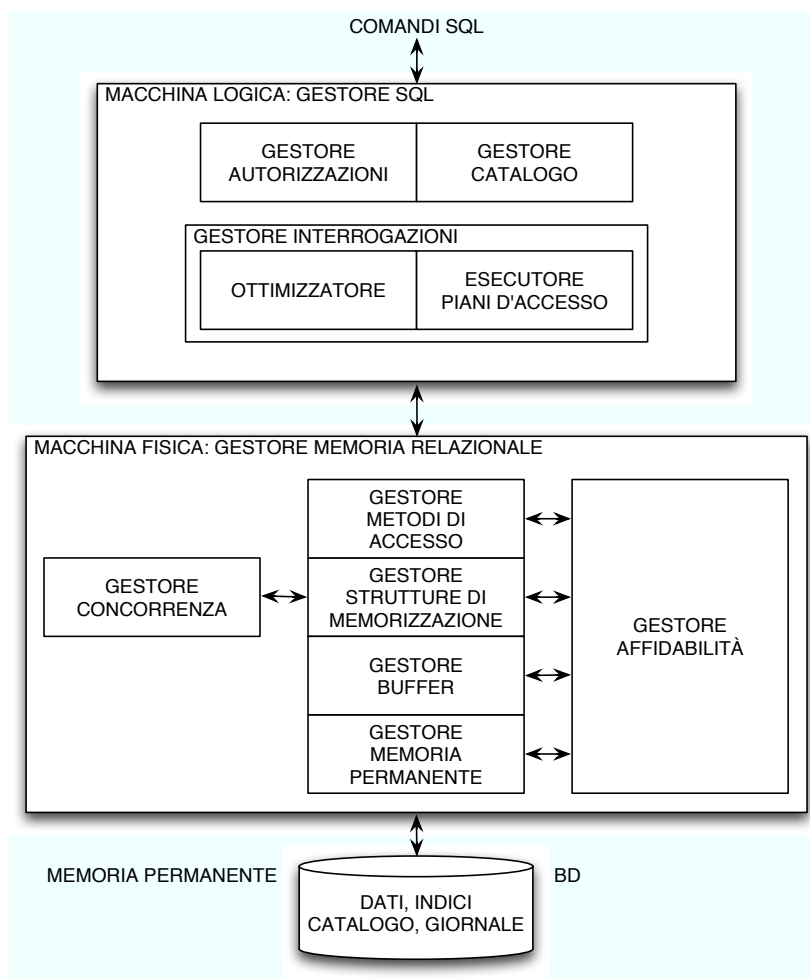 COMANDI SQL
MACCHINA LOGICA: GESTORE SQL
GESTORE
AUTORIZZAZIONI
GESTORE
CATALOGO
GESTORE INTERROGAZIONI
OTTIMIZZATORE
ESECUTORE
PIANI D'ACCESSO
MACCHINA FISICA: GESTORE MEMORIA RELAZIONALE
GESTORE
CONCORRENZA
GESTORE
METODI DI
ACCESSO
GESTORE
STRUTTURE DI
MEMORIZZAZIONE
GESTORE
BUFFER
GESTORE
MEMORIA
PERMANENTE
GESTORE
AFFIDABILITÀ
MEMORIA PERMANENTE
BD
DATI, INDICI
CATALOGO, GIORNALE